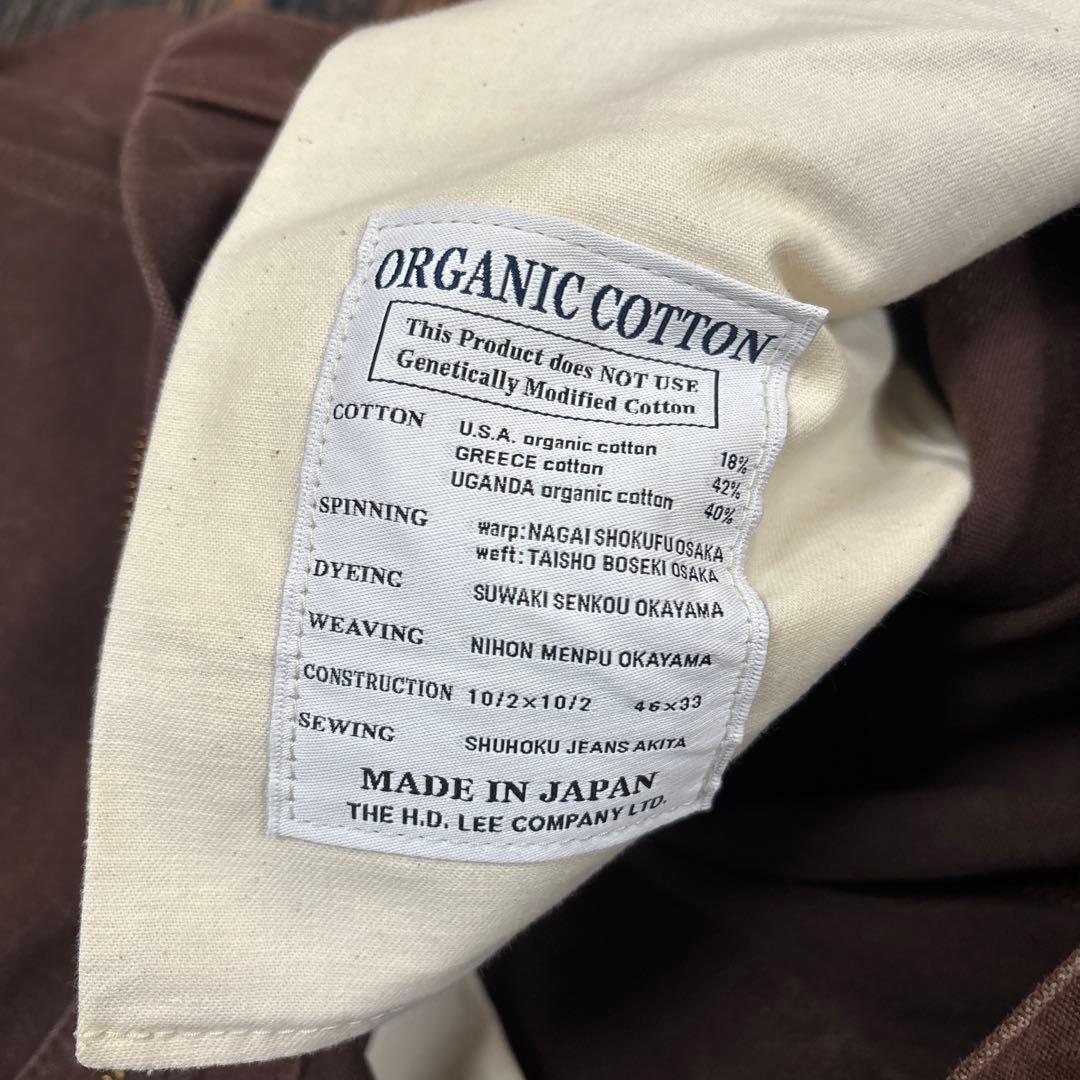 ORGANIC COTTON
This Product does NOT USE
Genetically Modified Cotton
COTTON U.S.A. organic cotton 18%
GREECE cotton 42%
UGANDA organic cotton 40%
SPINNING warp:NAGAI SHOKUFU OSAKA
weft:TAISHO BOSEKI OSAKA
DYEING SUWAKI SENKOU OKAYAMA
WEAVING NIHON MENPU OKAYAMA
CONSTRUCTION 10/2×10/2 46×33
SEWING SHUHOKU JEANS AKITA
MADE IN JAPAN
THE H.D. LEE COMPANY LTD.